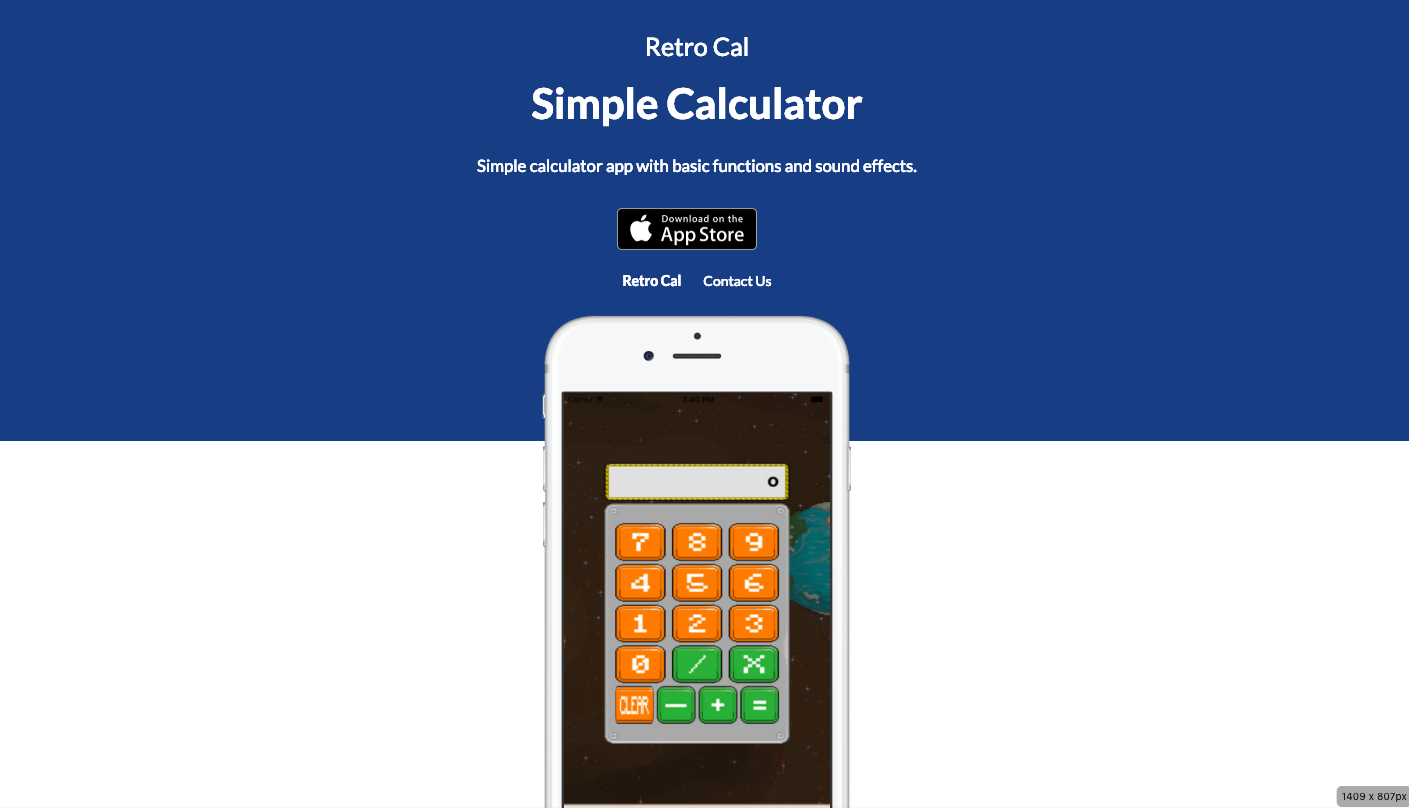 Retro Cal
Simple Calculator
Simple calculator app with basic functions and sound effects.
Download on the
App Store
Retro Cal Contact Us
Carrier 3:40 PM
0
7 8 9
4 5 6
1 2 3
0 / X
CLEAR — + =
1409 x 807px